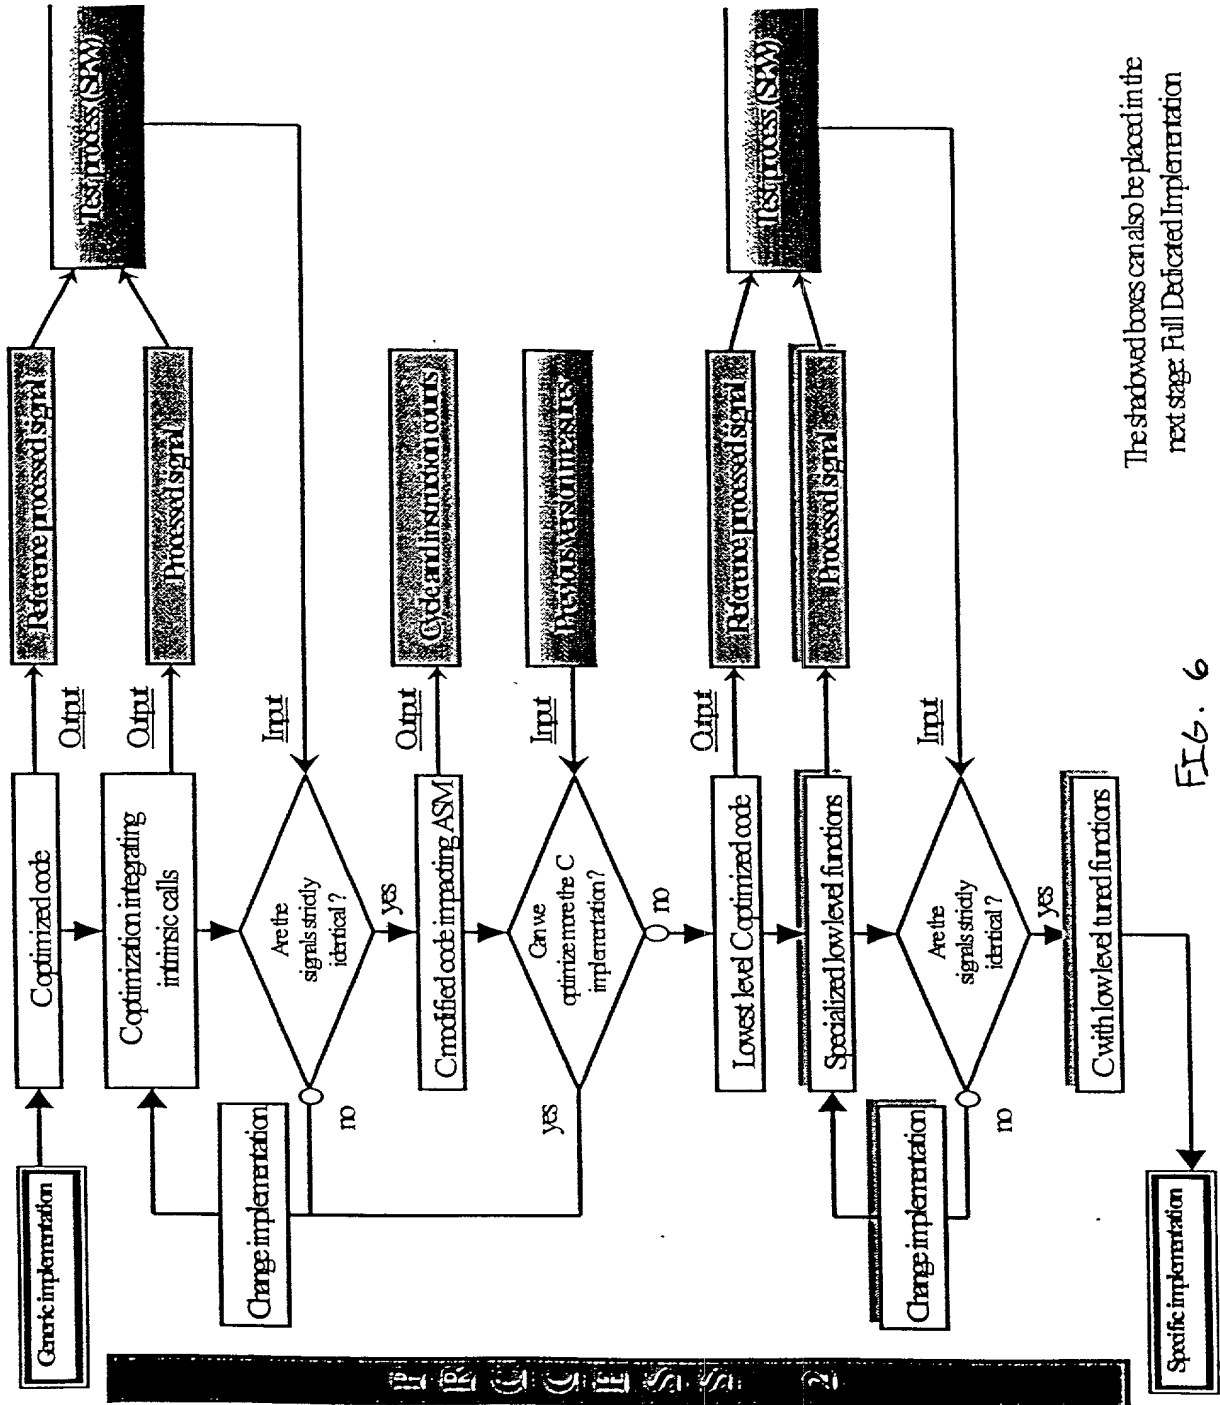 PROCESS 2
Generic implementation
C optimized code
Output
Reference processed signal
Test process (SPW)
C optimization integrating
intrinsic calls
Output
Processed signal
Change implementation
Are the
signals strictly
identical ?
no
yes
Input
C modified code impacting ASM
Output
Cycle and instruction counts
Can we
optimize more the C
implementation?
yes
no
Input
Previous version measures
Lowest level C optimized code
Output
Reference processed signal
Test process (SPW)
Specialized low level functions
Processed signal
Change implementation
Are the
signals strictly
identical ?
no
yes
Input
C with low level tuned functions
Specific implementation
The shadowed boxes can also be placed in the
next stage: Full Dedicated Implementation
FIG. 6